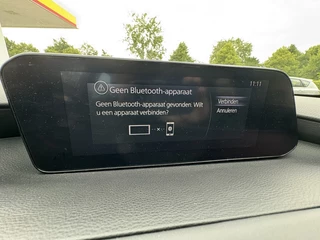 11:11
Geen Bluetooth-apparaat
Geen Bluetooth-apparaat gevonden. Wilt
u een apparaat verbinden?
Verbinden
Annuleren